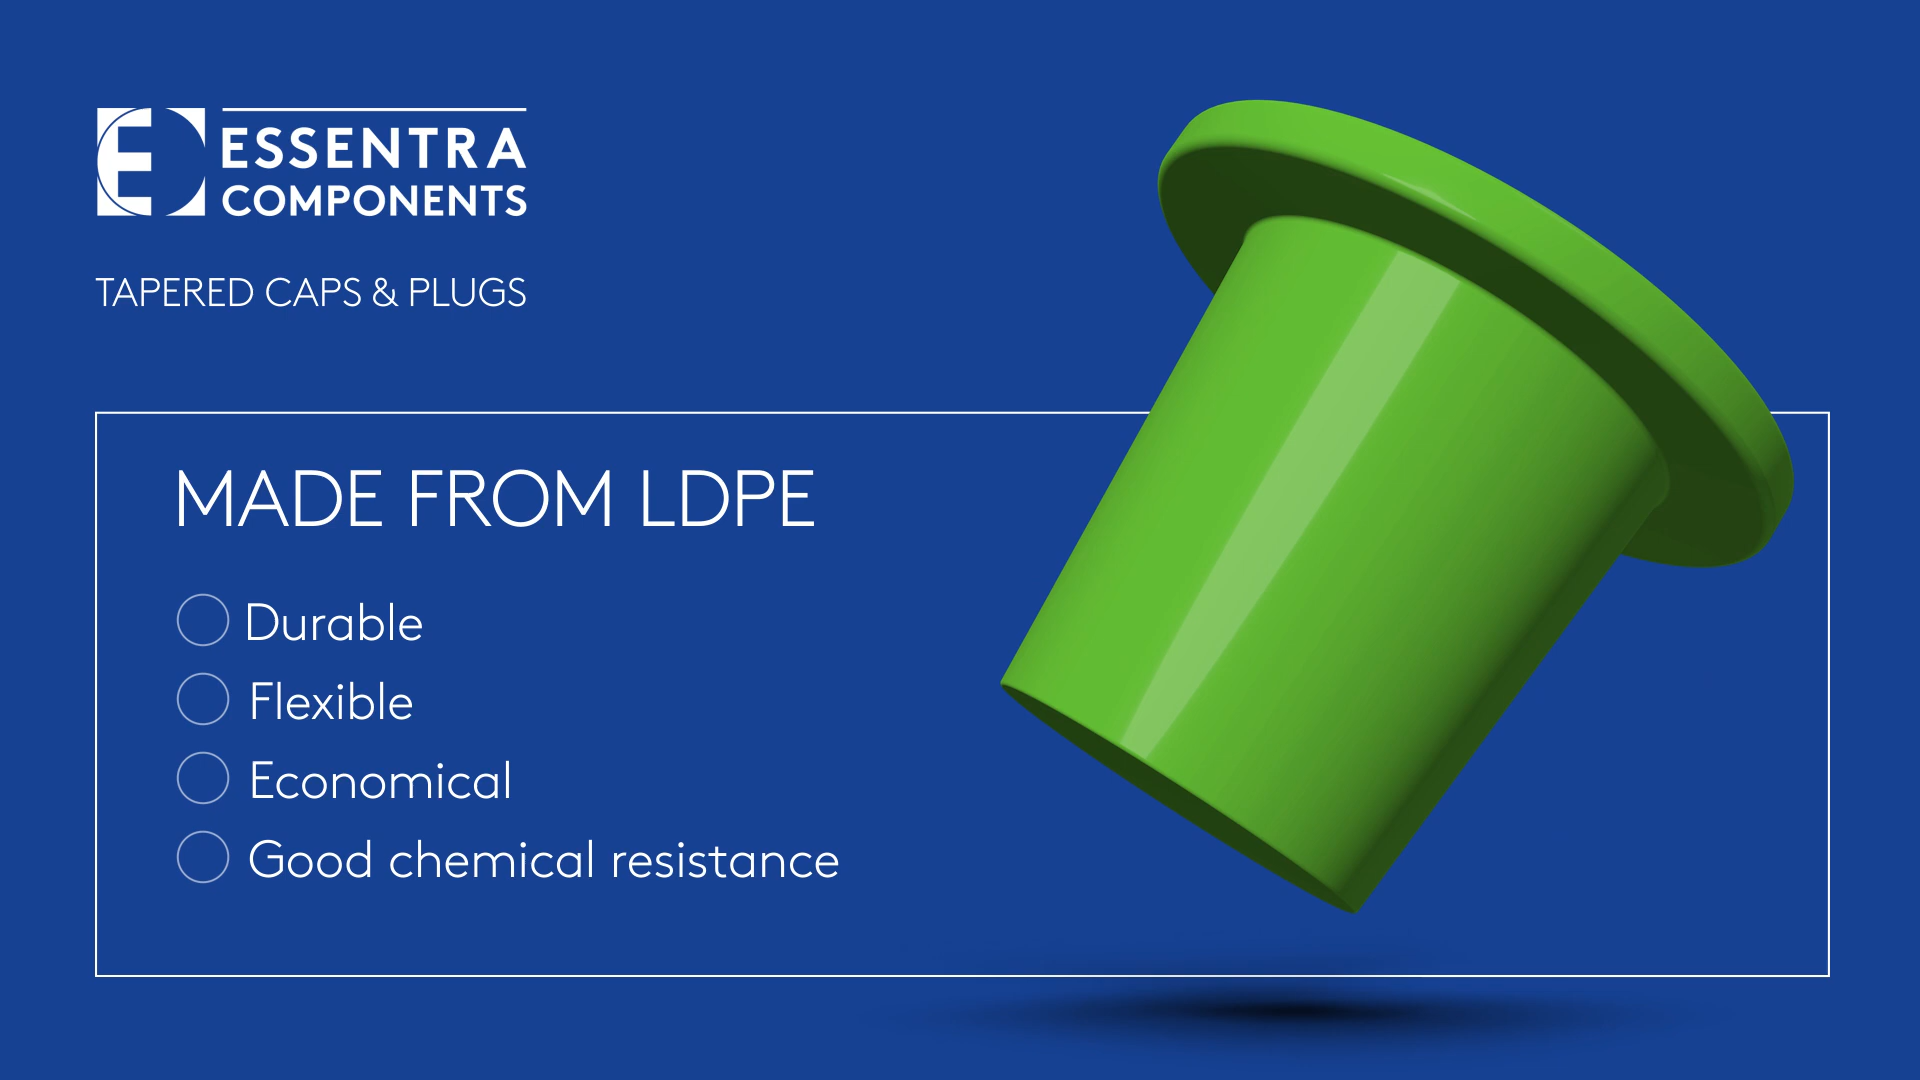 ESSENTRA
COMPONENTS
TAPERED CAPS & PLUGS
MADE FROM LDPE
Durable
Flexible
Economical
Good chemical resistance